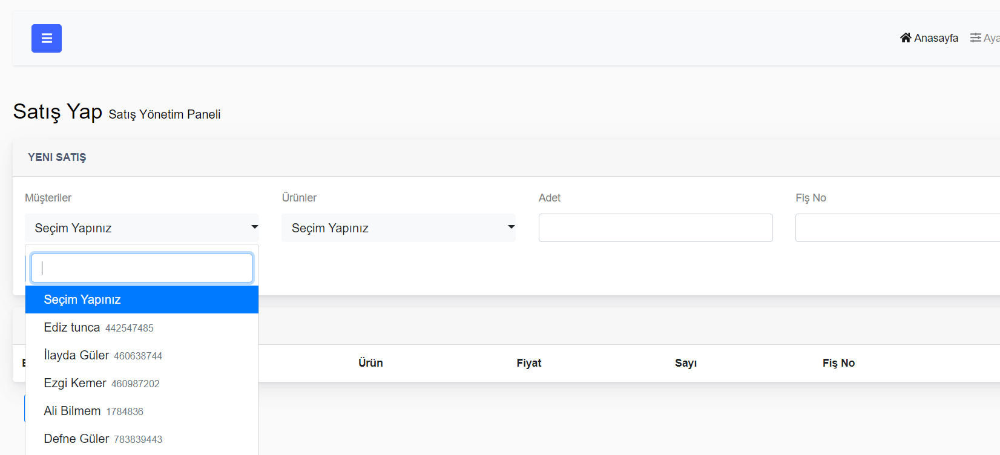 Anasayfa Aya
Satış Yap Satış Yönetim Paneli
YENI SATIŞ
Müşteriler Ürünler Adet Fiş No
Seçim Yapınız Seçim Yapınız
Seçim Yapınız
Ediz tunca 442547485
İlayda Güler 460638744
Ürün Fiyat Sayı Fiş No
Ezgi Kemer 460987202
Ali Bilmem 1784836
Defne Güler 783839443